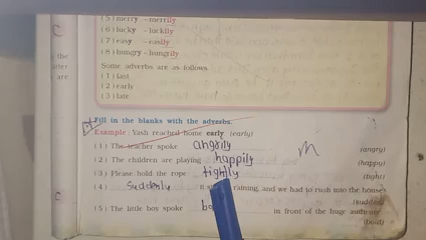 (5) merry - merrily
(6) lucky - luckily
(7) easy - easily
(8) hungry - hungrily
Some adverbs are as follows
(1) fast
(2) early
(3) late
the
are
Fill in the blanks with the adverbs.
Example : Yash reached home early (early)
(1) The teacher spoke angrily (angry)
(2) The children are playing happily (happy)
(3) Please hold the rope tightly (tight)
(4) Suddenly raining, and we had to rush into the house
(5) The little boy spoke in front of the huge
(bold)